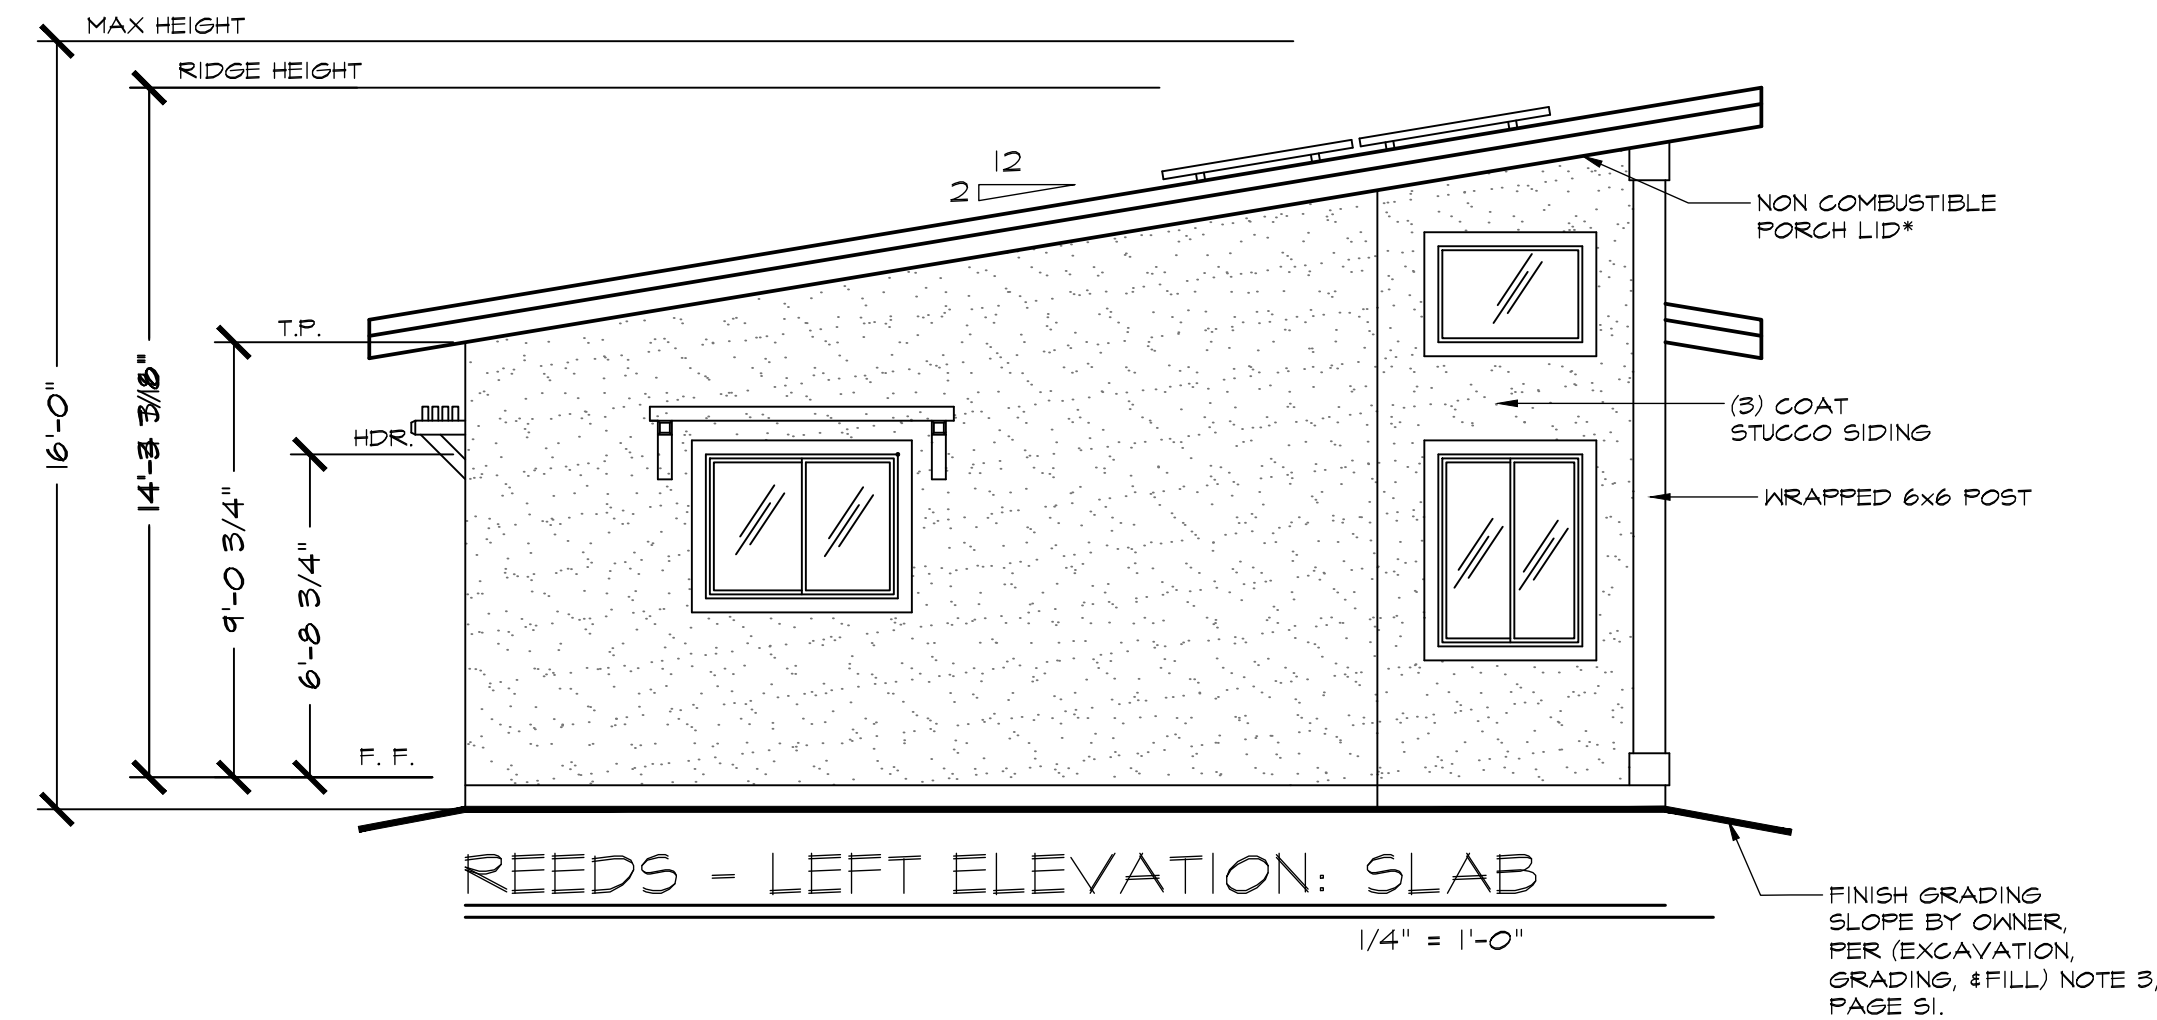 MAX HEIGHT
RIDGE HEIGHT
12
2
NON COMBUSTIBLE
PORCH LID*
T.P.
HDR.
(3) COAT
STUCCO SIDING
WRAPPED 6x6 POST
16'-0"
9'-0 3/4"
6'-8 3/4"
F. F.
REEDS - LEFT ELEVATION: SLAB
1/4" = 1'-0"
FINISH GRADING
SLOPE BY OWNER,
PER (EXCAVATION,
GRADING, &FILL) NOTE 3,
PAGE S1.